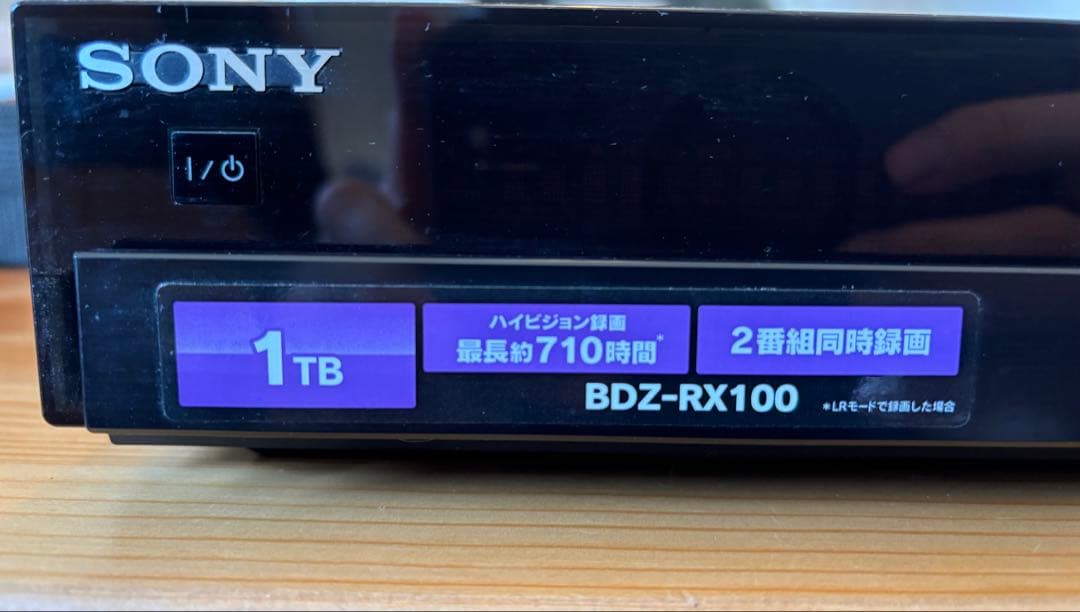 SONY
I/⏻
1TB
ハイビジョン録画
最長約710時間*
2番組同時録画
BDZ-RX100
*LRモードで録画した場合